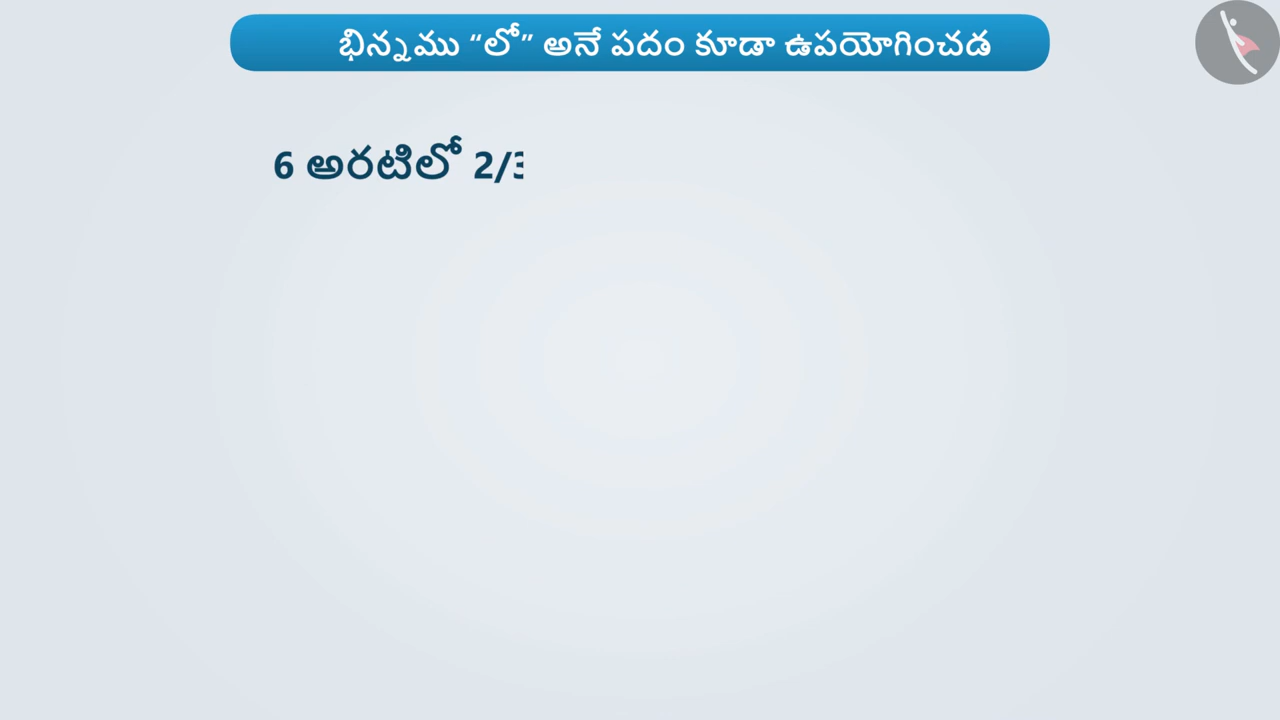 భిన్నము “లో” అనే పదం కూడా ఉపయోగించడ
6 అరటిలో 2/3